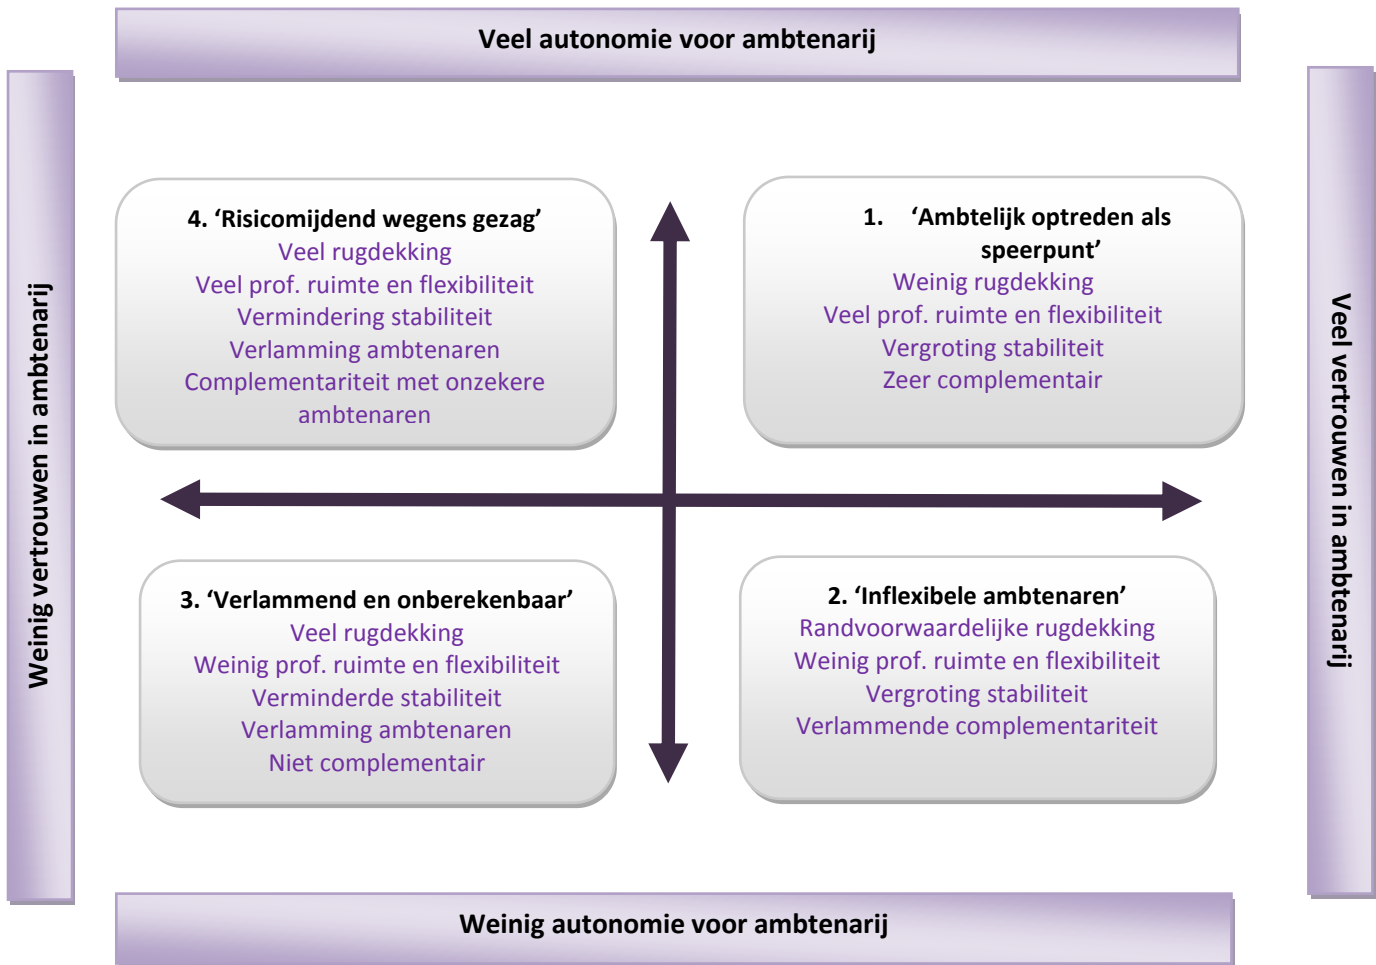 Veel autonomie voor ambtenarij
Weinig vertrouwen in ambtenarij
4. ‘Risicomijdend wegens gezag’
Veel rugdekking
Veel prof. ruimte en flexibiliteit
Vermindering stabiliteit
Verlamming ambtenaren
Complementariteit met onzekere
ambtenaren
1. ‘Ambtelijk optreden als
speerpunt’
Weinig rugdekking
Veel prof. ruimte en flexibiliteit
Vergroting stabiliteit
Zeer complementair
Veel vertrouwen in ambtenarij
3. ‘Verlammend en onberekenbaar’
Veel rugdekking
Weinig prof. ruimte en flexibiliteit
Verminderde stabiliteit
Verlamming ambtenaren
Niet complementair
2. ‘Inflexibele ambtenaren’
Randvoorwaardelijke rugdekking
Weinig prof. ruimte en flexibiliteit
Vergroting stabiliteit
Verlammende complementariteit
Weinig autonomie voor ambtenarij